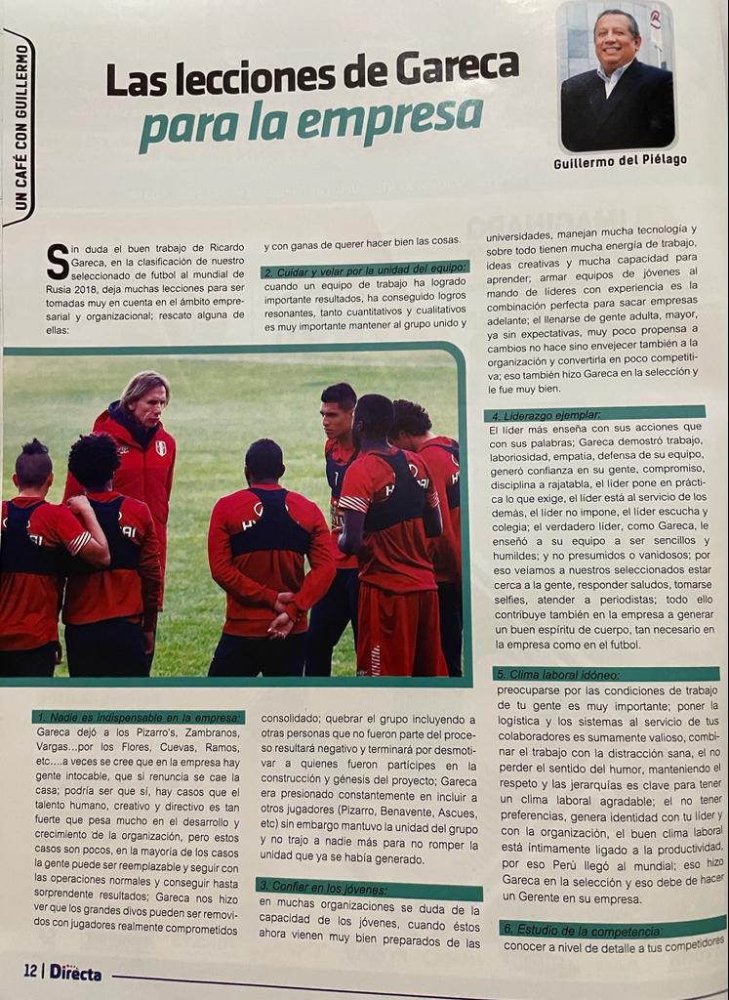 UN CAFÉ CON GUILLERMO
Las lecciones de Gareca
para la empresa
Guillermo del Piélago
Sin duda el buen trabajo de Ricardo
Gareca, en la clasificación de nuestro
seleccionado de futbol al mundial de
Rusia 2018, deja muchas lecciones para ser
tomadas muy en cuenta en el ámbito empre-
sarial y organizacional; rescato alguna de
ellas:
1. Nadie es indispensable en la empresa:
Gareca dejó a los Pizarro's, Zambranos,
Vargas...por los Flores, Cuevas, Ramos,
etc....a veces se cree que en la empresa hay
gente intocable, que si renuncia se cae la
casa; podría ser que sí, hay casos que el
talento humano, creativo y directivo es tan
fuerte que pesa mucho en el desarrollo y
crecimiento de la organización, pero estos
casos son pocos, en la mayoría de los casos
la gente puede ser reemplazable y seguir con
las operaciones normales y conseguir hasta
sorprendente resultados; Gareca nos hizo
ver que los grandes divos pueden ser removi-
dos con jugadores realmente comprometidos
y con ganas de querer hacer bien las cosas.
2. Cuidar y velar por la unidad del equipo:
cuando un equipo de trabajo ha logrado
importante resultados, ha conseguido logros
resonantes, tanto cuantitativos y cualitativos
es muy importante mantener al grupo unido y
consolidado; quebrar el grupo incluyendo a
otras personas que no fueron parte del proce-
so resultará negativo y terminará por desmoti-
var a quienes fueron partícipes en la
construcción y génesis del proyecto; Gareca
era presionado constantemente en incluir a
otros jugadores (Pizarro, Benavente, Ascues,
etc) sin embargo mantuvo la unidad del grupo
y no trajo a nadie más para no romper la
unidad que ya se había generado.
3. Confiar en los jóvenes:
en muchas organizaciones se duda de la
capacidad de los jóvenes, cuando éstos
ahora vienen muy bien preparados de las
universidades, manejan mucha tecnología y
sobre todo tienen mucha energía de trabajo,
ideas creativas y mucha capacidad para
aprender; armar equipos de jóvenes al
mando de líderes con experiencia es la
combinación perfecta para sacar empresas
adelante; el llenarse de gente adulta, mayor,
ya sin expectativas, muy poco propensa a
cambios no hace sino envejecer también a la
organización y convertirla en poco competiti-
va; eso también hizo Gareca en la selección y
le fue muy bien.
4. Liderazgo ejemplar:
El líder más enseña con sus acciones que
con sus palabras; Gareca demostró trabajo,
laboriosidad, empatía, defensa de su equipo,
generó confianza en su gente, compromiso,
disciplina a rajatabla, el líder pone en prácti-
ca lo que exige, el líder está al servicio de los
demás, el líder no impone, el líder escucha y
colegia; el verdadero líder, como Gareca, le
enseñó a su equipo a ser sencillos y
humildes; y no presumidos o vanidosos; por
eso veiamos a nuestros seleccionados estar
cerca a la gente, responder saludos, tomarse
selfies, atender a periodistas; todo ello
contribuye también en la empresa a generar
un buen espíritu de cuerpo, tan necesario en
la empresa como en el futbol.
5. Clima laboral idóneo:
preocuparse por las condiciones de trabajo
de tu gente es muy importante; poner la
logística y los sistemas al servicio de tus
colaboradores es sumamente valioso, combi-
nar el trabajo con la distracción sana, el no
perder el sentido del humor, manteniendo el
respeto y las jerarquías es clave para tener
un clima laboral agradable; el no tener
preferencias, genera identidad con tu líder y
con la organización, el buen clima laboral
está íntimamente ligado a la productividad,
por eso Perú llegó al mundial; eso hizo
Gareca en la selección y eso debe de hacer
un Gerente en su empresa.
6. Estudio de la competencia:
conocer a nivel de detalle a tus competidores
12 | Directa